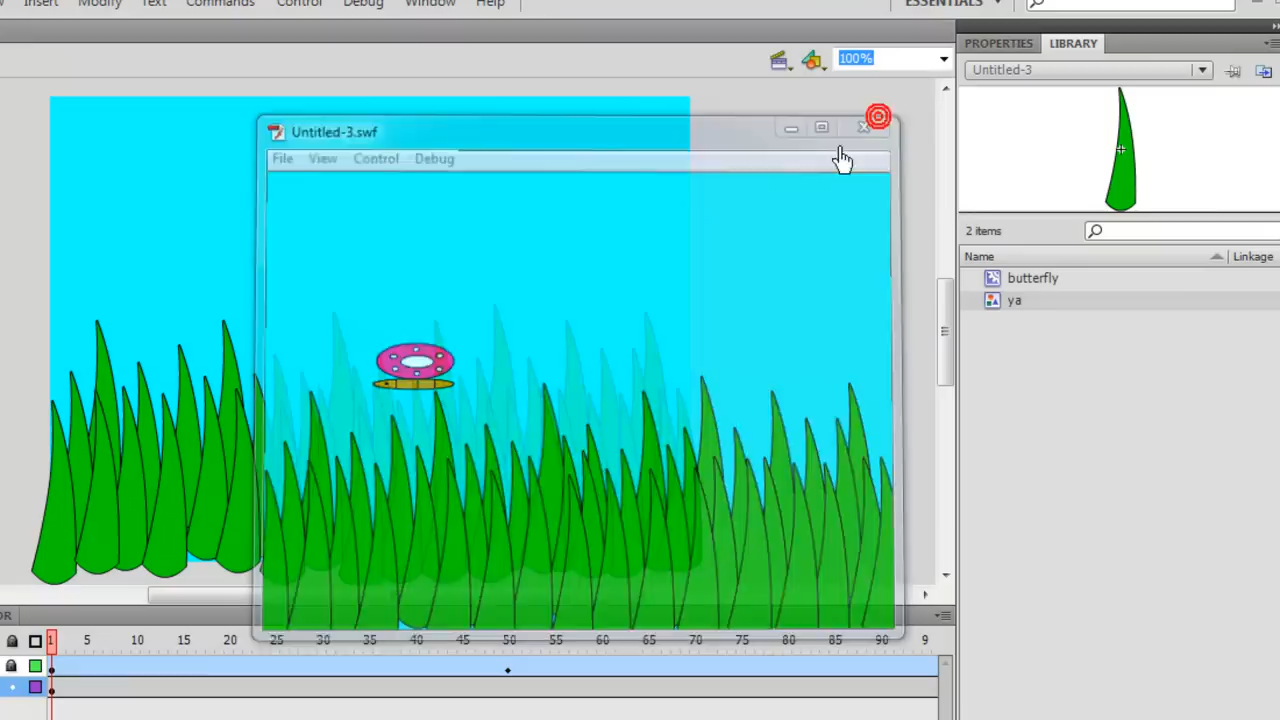 Insert Modify Text Commands Control Debug Window Help ESSENTIALS
100%
PROPERTIES LIBRARY
Untitled-3
Untitled-3.swf
File View Control Debug
2 items
Name Linkage
butterfly
ya
OR
1 5 10 15 20 25 30 35 40 45 50 55 60 65 70 75 80 85 90 9